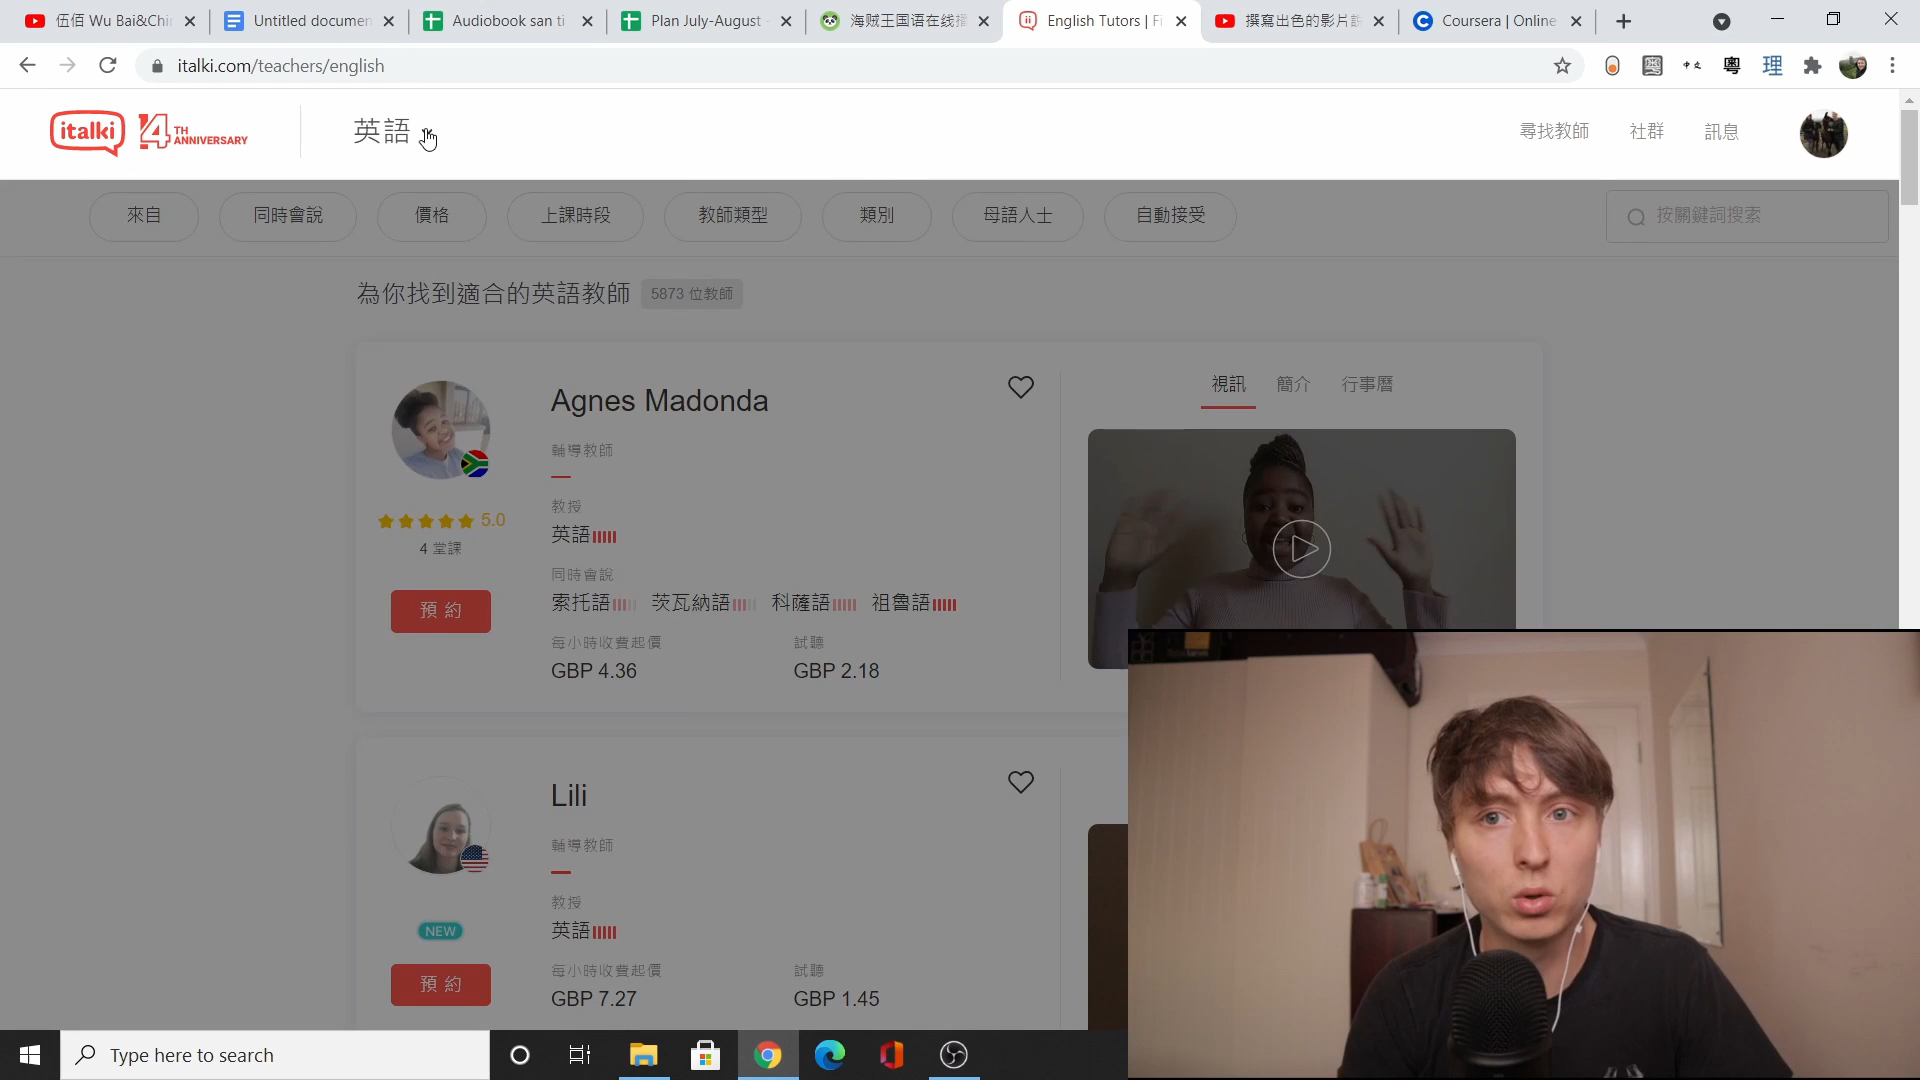 伍佰 Wu Bai&Chi
Untitled documen
Audiobook san ti
Plan July-August -
海贼王国语在线播
English Tutors | Fi
撰寫出色的影片說
Coursera | Online
italki.com/teachers/english
粵
理
italki 14TH ANNIVERSARY
英語
尋找教師 社群 訊息
來自 同時會說 價格 上課時段 教師類型 類別 母語人士 自動接受
按關鍵詞搜索
為你找到適合的英語教師 5873 位教師
Agnes Madonda
視訊 簡介 行事曆
輔導教師
教授
5.0
英語
4 堂課
同時會說
索托語 茨瓦納語 科薩語 祖魯語
預約
每小時收費起價 試聽
GBP 4.36 GBP 2.18
Lili
輔導教師
教授
NEW
英語
每小時收費起價 試聽
預約
GBP 7.27 GBP 1.45
Type here to search